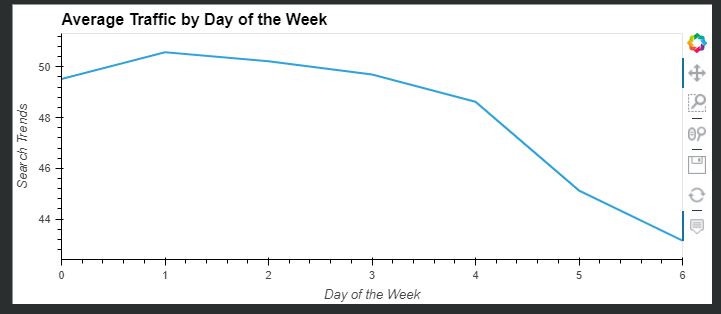 Average Traffic by Day of the Week
50
48
46
44
Search Trends
0 1 2 3 4 5 6
Day of the Week